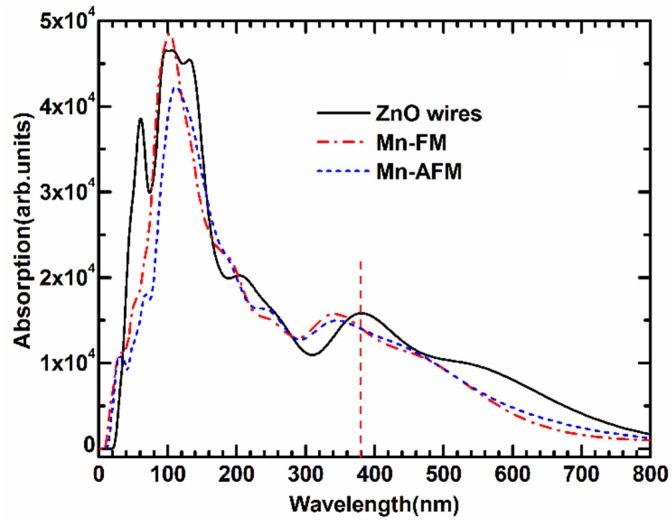 5x10⁴
4x10⁴
3x10⁴
2x10⁴
1x10⁴
0
Absorption(arb.units)
ZnO wires
Mn-FM
Mn-AFM
0 100 200 300 400 500 600 700 800
Wavelength(nm)